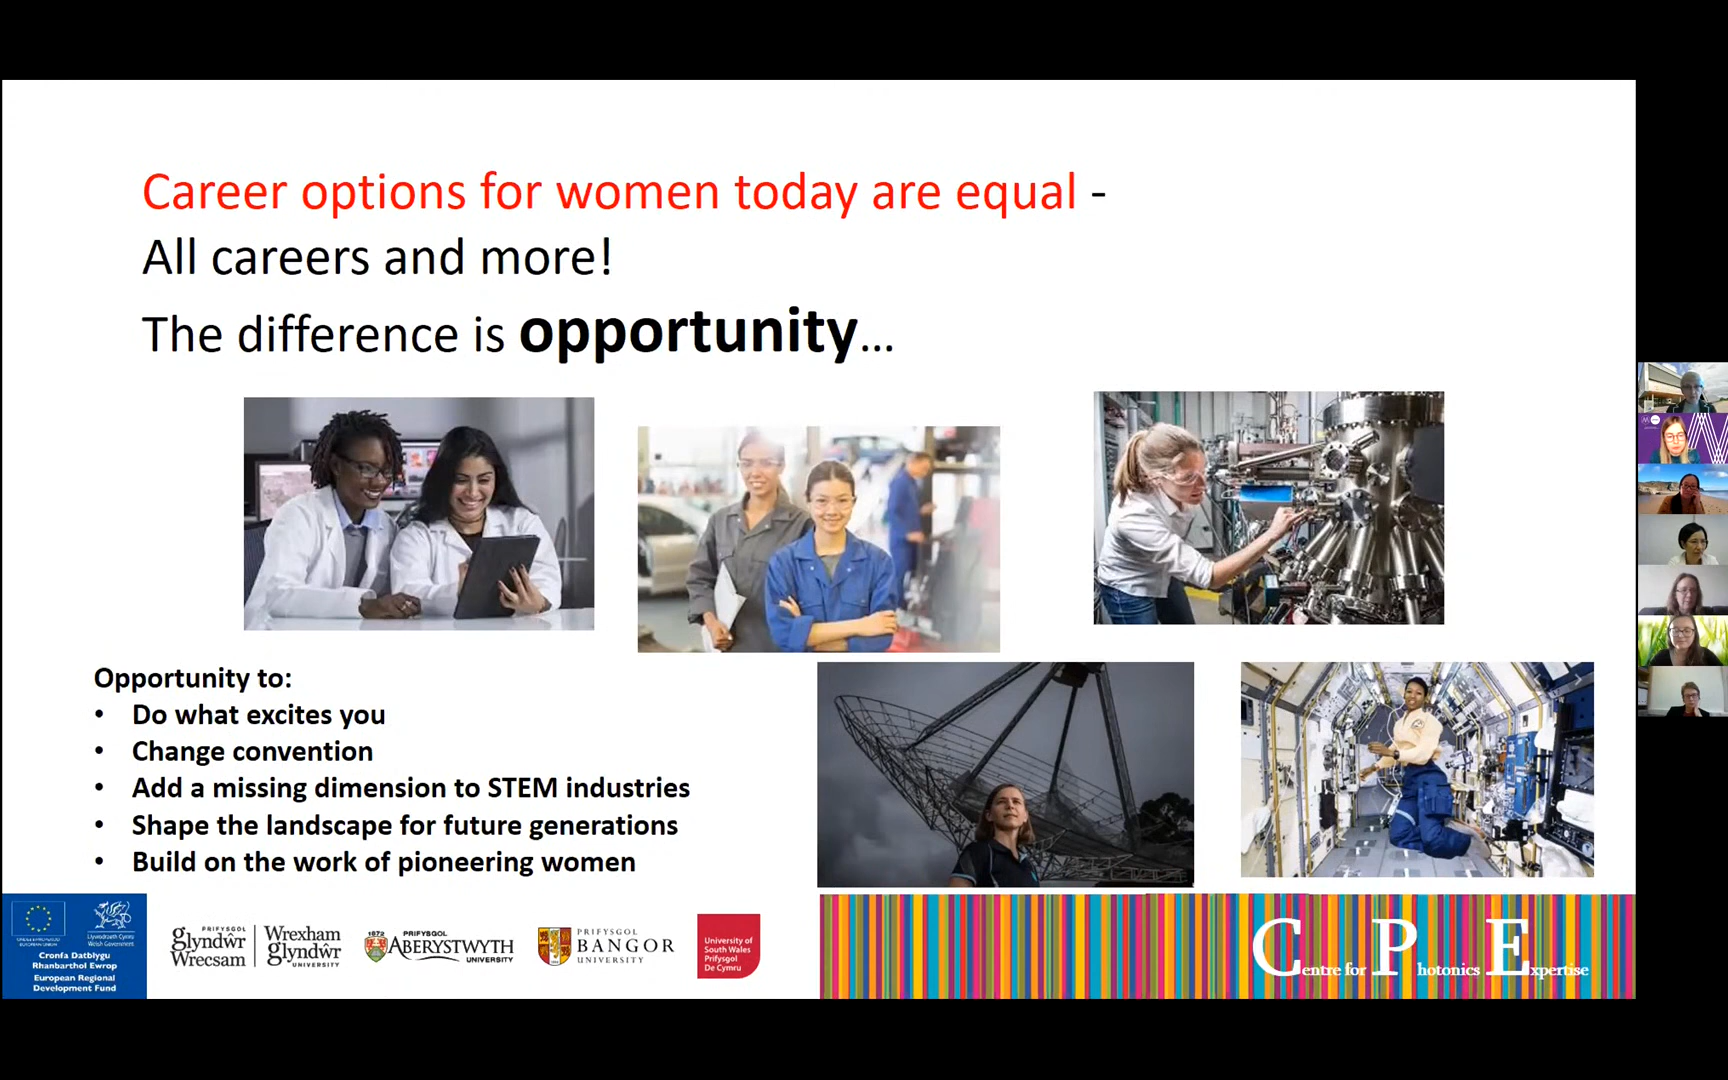 Career options for women today are equal -
All careers and more!
The difference is opportunity...
Opportunity to:
• Do what excites you
• Change convention
• Add a missing dimension to STEM industries
• Shape the landscape for future generations
• Build on the work of pioneering women
Welsh Government
Cronfa Datblygu
Rhanbarthol Ewrop
European Regional
Development Fund
PRIFYSGOL
glyndŵr
Wrecsam
Wrexham
glyndŵr
UNIVERSITY
1872
PRIFYSGOL
ABERYSTWYTH
UNIVERSITY
PRIFYSGOL
BANGOR
UNIVERSITY
University of
South Wales
Prifysgol
De Cymru
Centre for Photonics Expertise